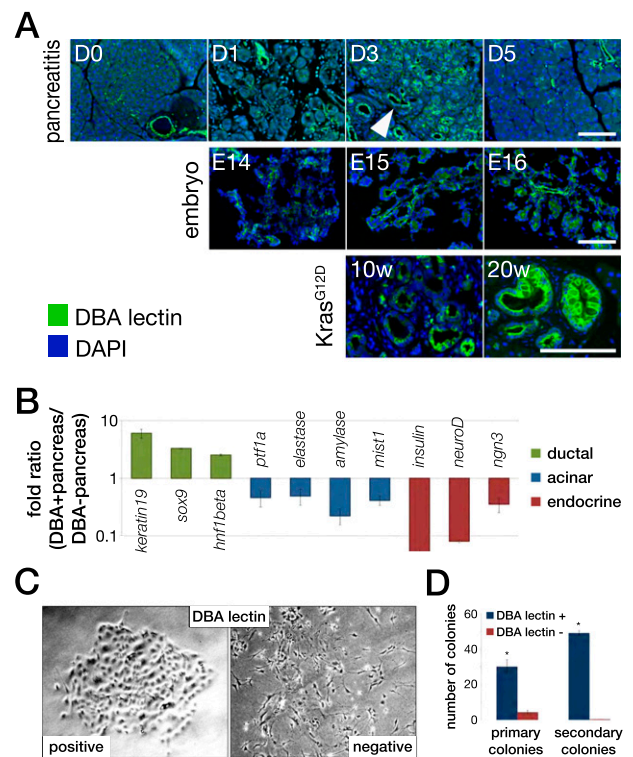 A
pancreatitis
D0
D1
D3
D5
embryo
E14
E15
E16
Kras^G12D
10w
20w
DBA lectin
DAPI
B
fold ratio
(DBA+pancreas/
DBA-pancreas)
10
1
0.1
keratin19
sox9
hnf1beta
ptf1a
elastase
amylase
mist1
insulin
neuroD
ngn3
ductal
acinar
endocrine
C
DBA lectin
positive
negative
D
number of colonies
60
40
20
0
DBA lectin +
DBA lectin -
*
*
primary
colonies
secondary
colonies